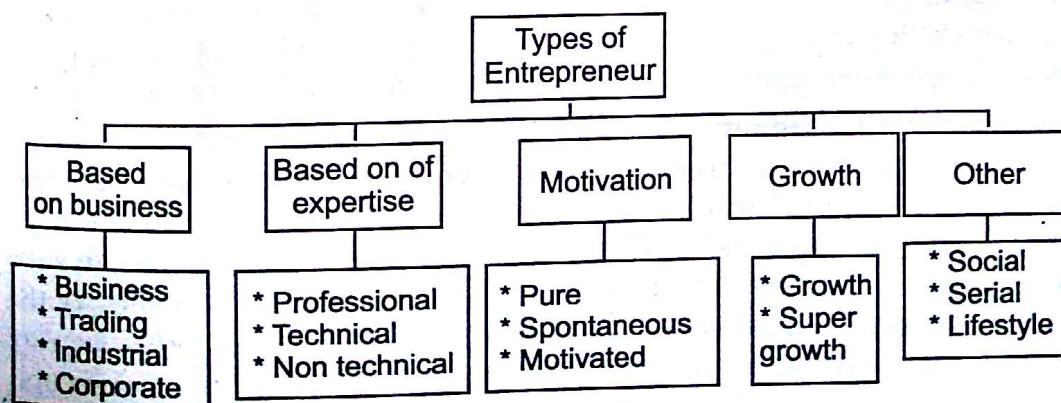 Types of
Entrepreneur
Based
on business
Based on of
expertise
Motivation
Growth
Other
* Business
* Trading
* Industrial
* Corporate
* Professional
* Technical
* Non technical
* Pure
* Spontaneous
* Motivated
* Growth
* Super
growth
* Social
* Serial
* Lifestyle